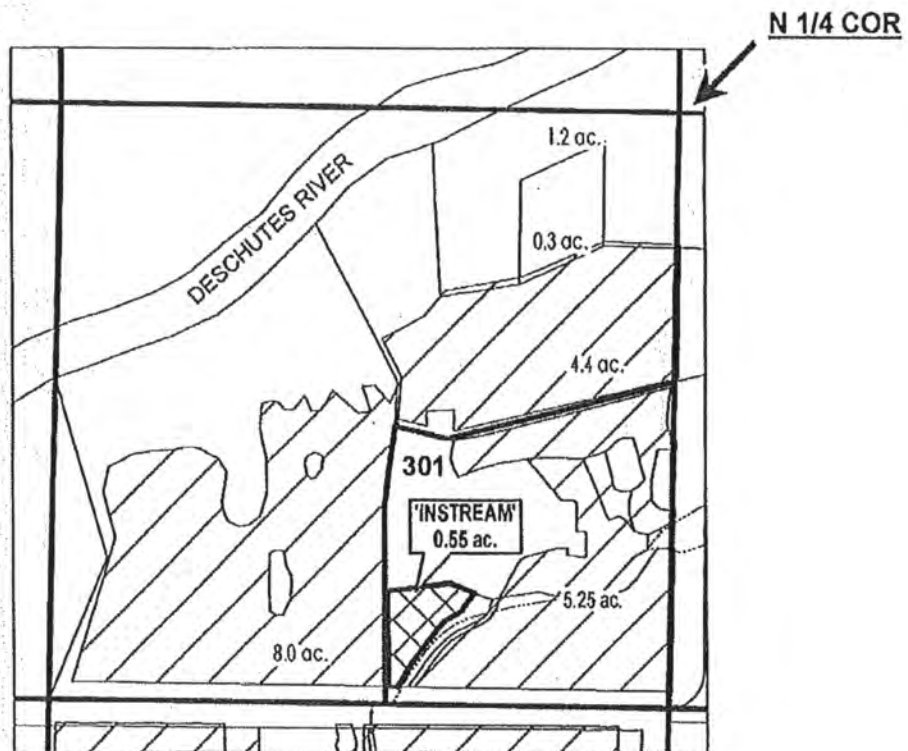 N 1/4 COR
1.2 ac.
DESCHUTES RIVER
0.3 ac.
4.4 ac.
301
'INSTREAM'
0.55 ac.
5.25 ac.
8.0 ac.